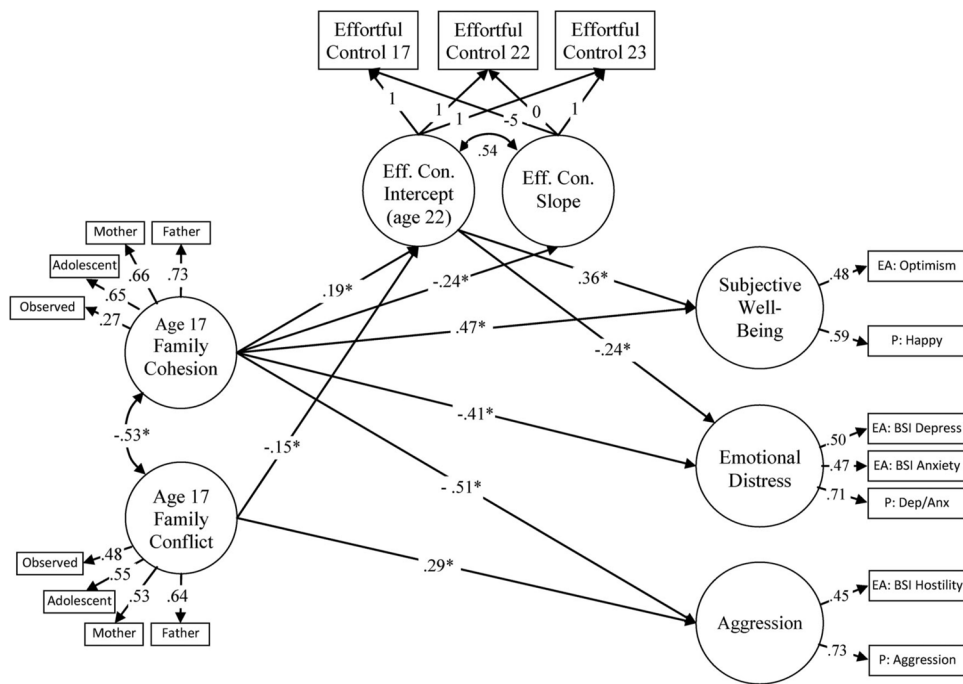 Effortful
Control 17
Effortful
Control 22
Effortful
Control 23
1
1
1
-5
0
1
.54
Eff. Con.
Intercept
(age 22)
Eff. Con.
Slope
Mother
Father
Adolescent
Observed
.66
.73
.65
.27
Age 17
Family
Cohesion
.19*
-.24*
.36*
.47*
-.24*
Subjective
Well-
Being
.48
EA: Optimism
.59
P: Happy
-.53*
-.15*
-.41*
-.51*
Emotional
Distress
.50
EA: BSI Depress
.47
EA: BSI Anxiety
.71
P: Dep/Anx
Age 17
Family
Conflict
Observed
.48
Adolescent
.55
Mother
.53
Father
.64
.29*
Aggression
.45
EA: BSI Hostility
.73
P: Aggression